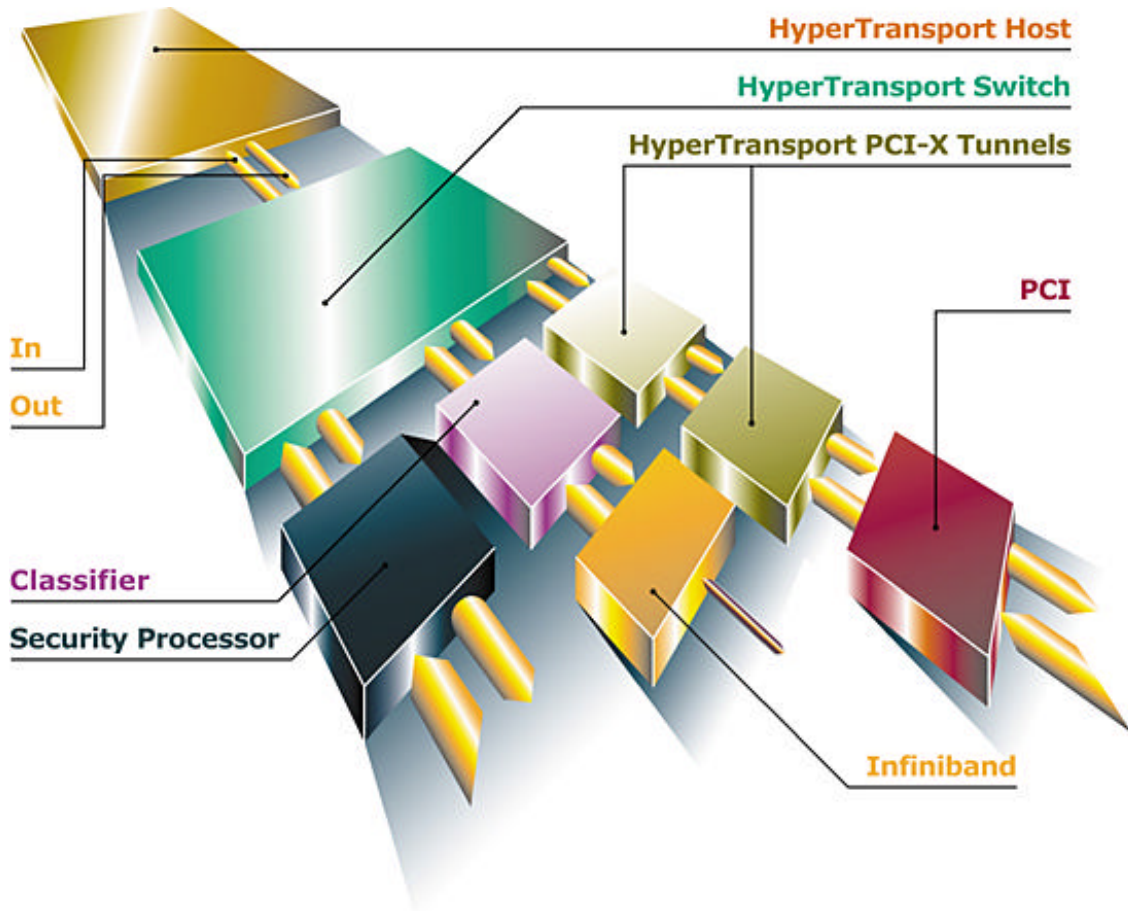 HyperTransport Host
HyperTransport Switch
HyperTransport PCI-X Tunnels
PCI
In
Out
Classifier
Security Processor
Infiniband